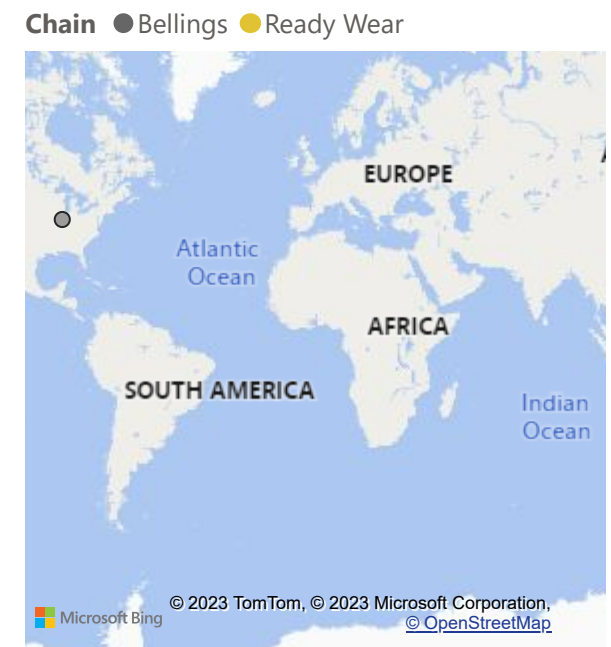 Chain Bellings Ready Wear
EUROPE
Atlantic
Ocean
AFRICA
SOUTH AMERICA
Indian
Ocean
© 2023 TomTom, © 2023 Microsoft Corporation,
Microsoft Bing
© OpenStreetMap